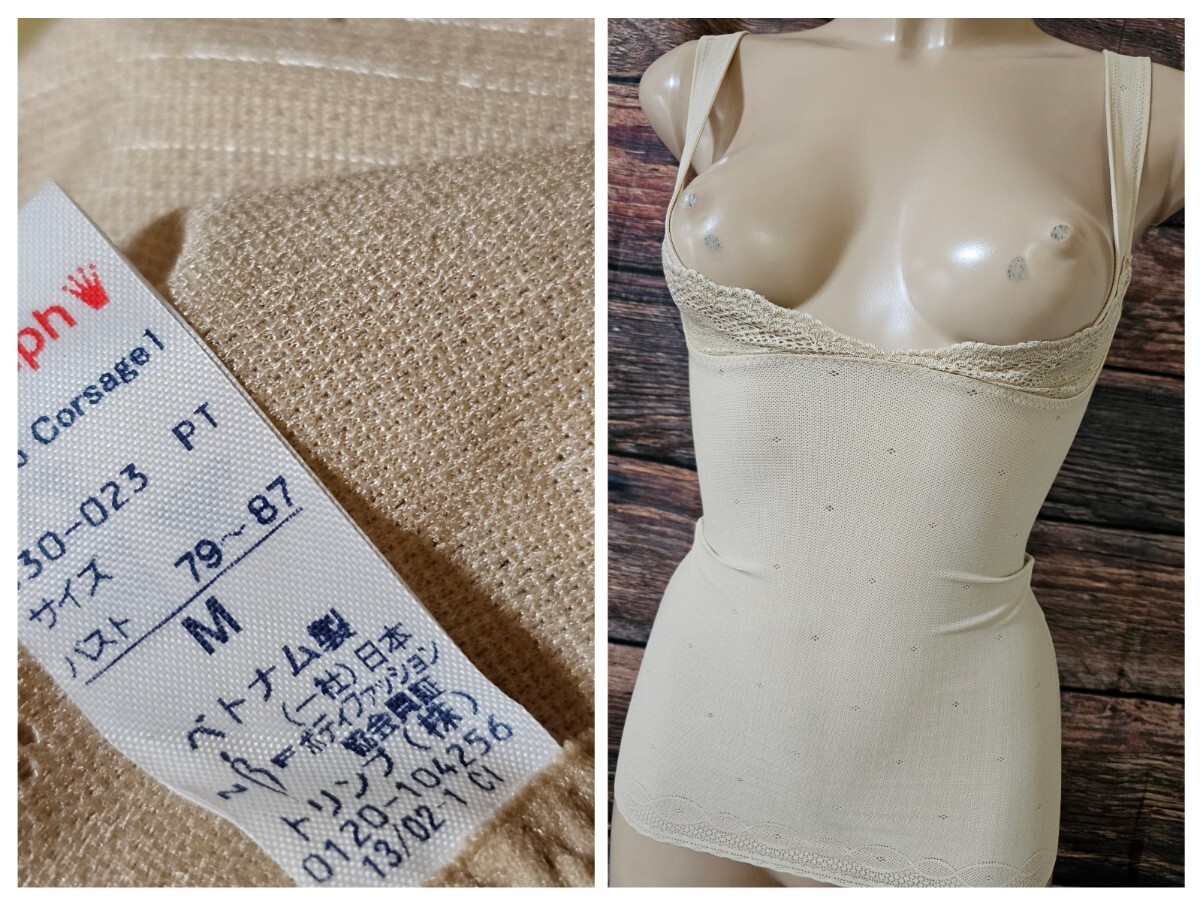 ph
Corsage1
30-023 PT
サイズ
バスト 79~87
M
ベトナム製
(一社)日本
ボディファッション
協会会員証
トリンプ(株)
0120-104256
13/02-1 CI